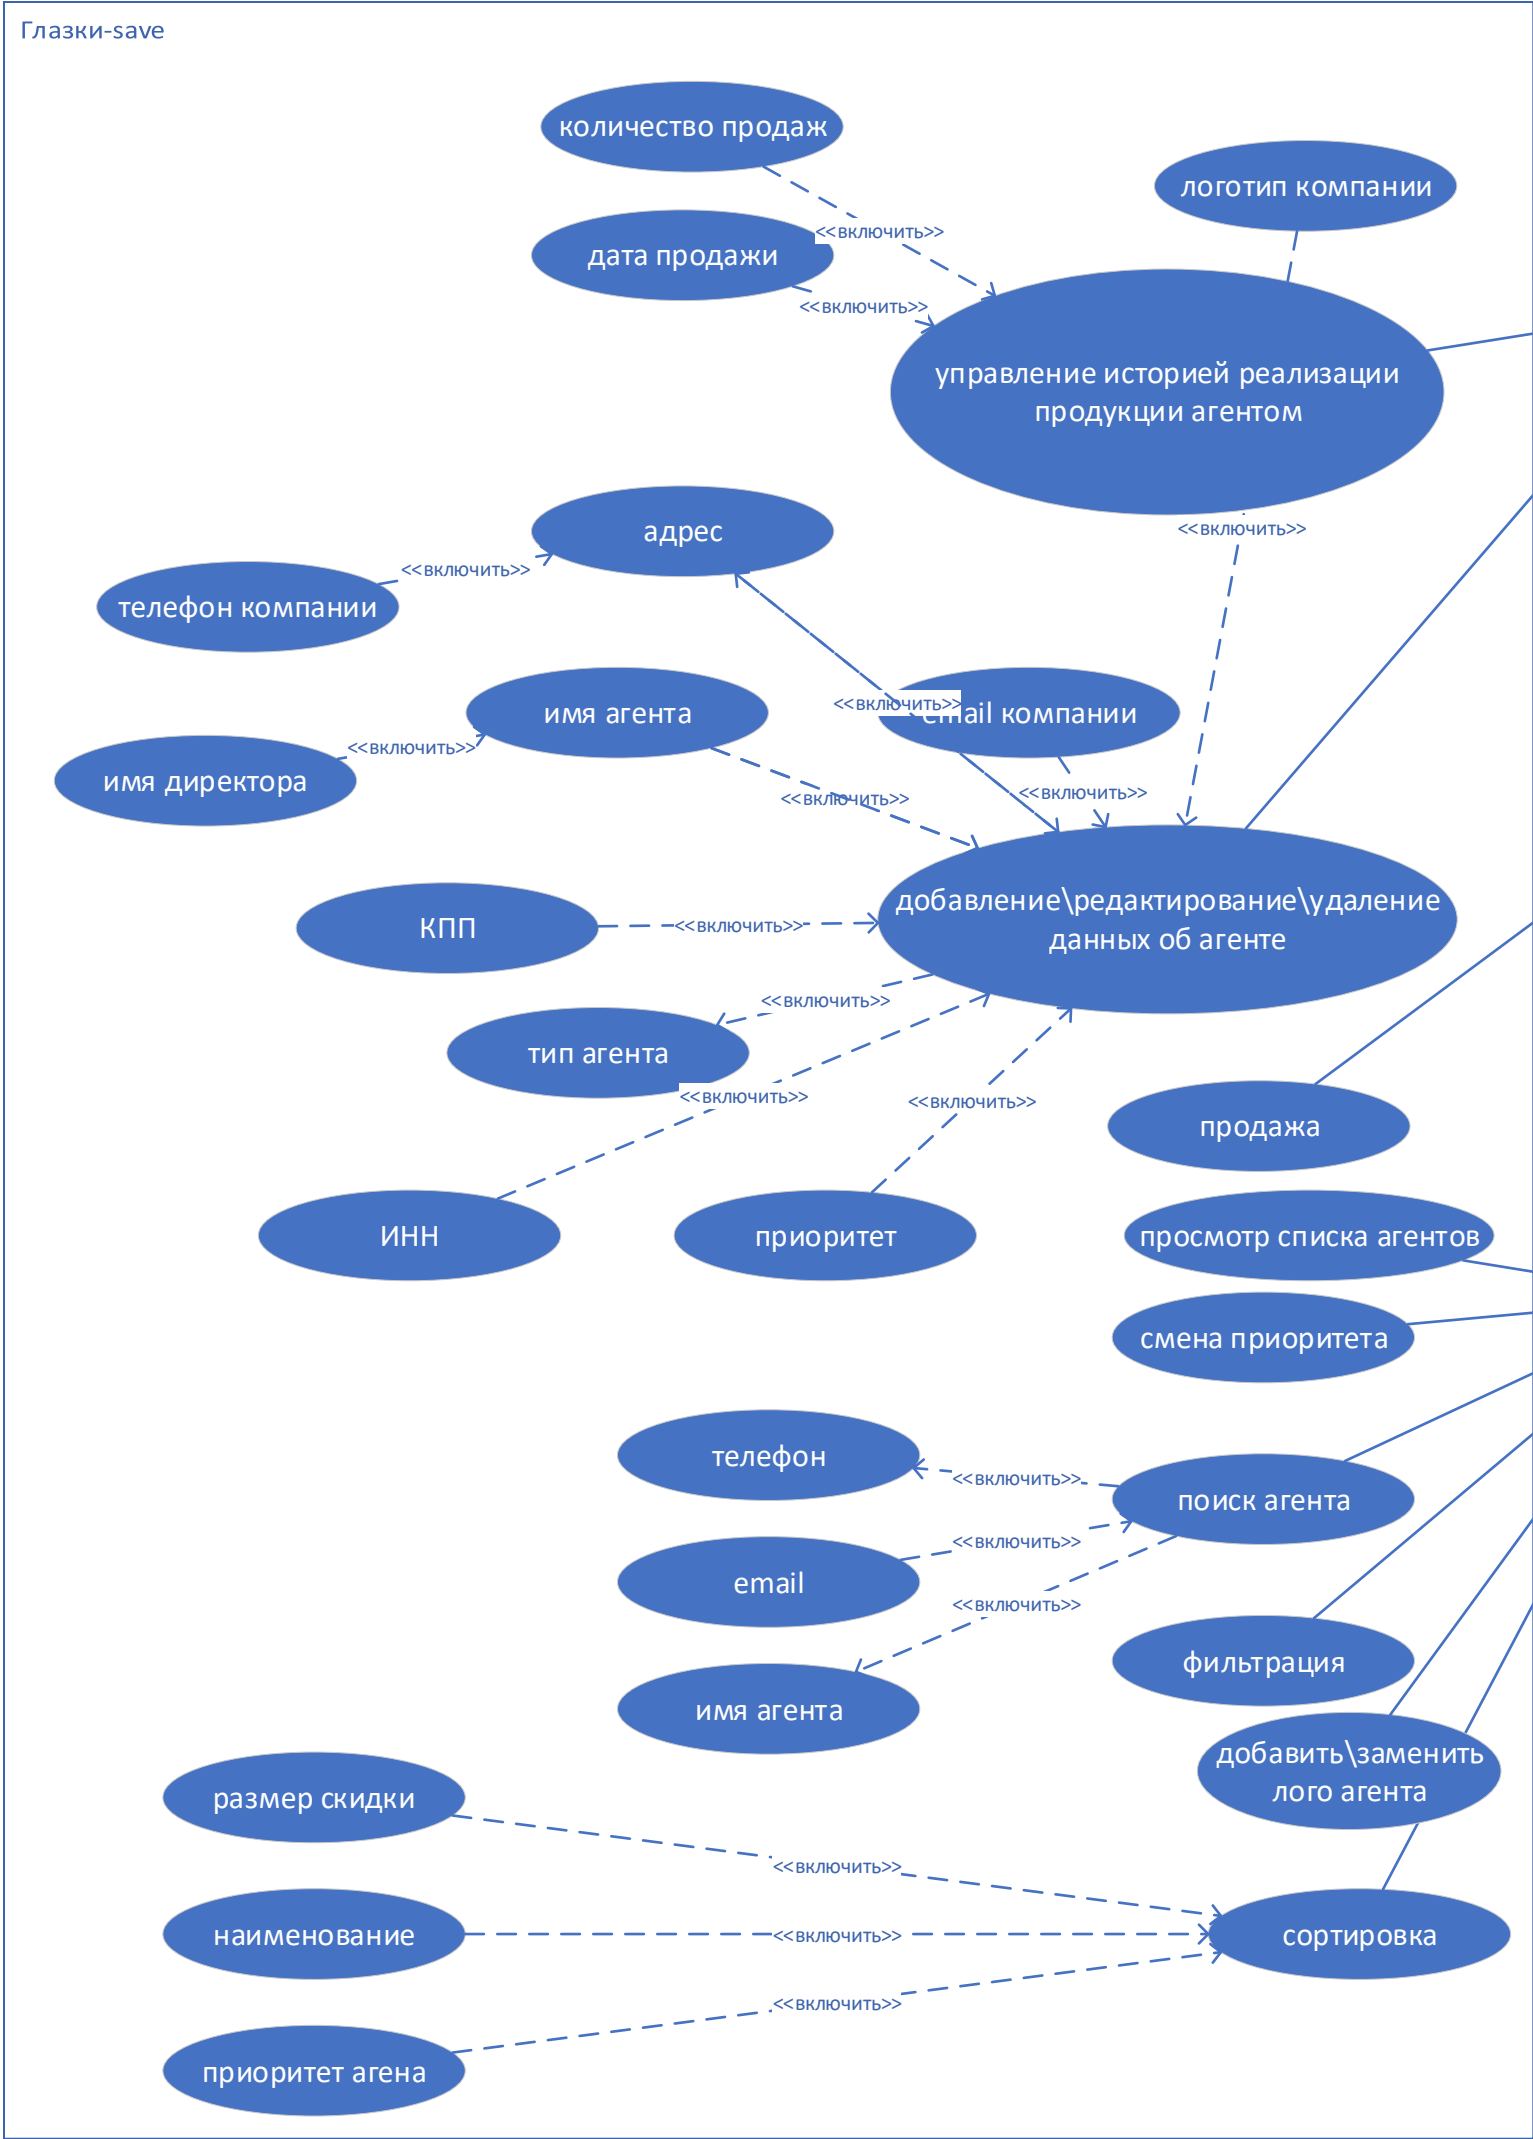 Глазки-save
количество продаж
логотип компании
<<включить>>
дата продажи
<<включить>>
управление историей реализации
продукции агентом
<<включить>>
адрес
<<включить>>
телефон компании
<<включить>>
email компании
имя агента
<<включить>>
имя директора
<<включить>>
<<включить>>
добавление\редактирование\удаление
данных об агенте
КПП
<<включить>>
<<включить>>
тип агента
<<включить>>
<<включить>>
продажа
ИНН
приоритет
просмотр списка агентов
смена приоритета
телефон
<<включить>>
поиск агента
<<включить>>
email
<<включить>>
фильтрация
имя агента
добавить\заменить
лого агента
размер скидки
<<включить>>
наименование
<<включить>>
сортировка
<<включить>>
приоритет агена